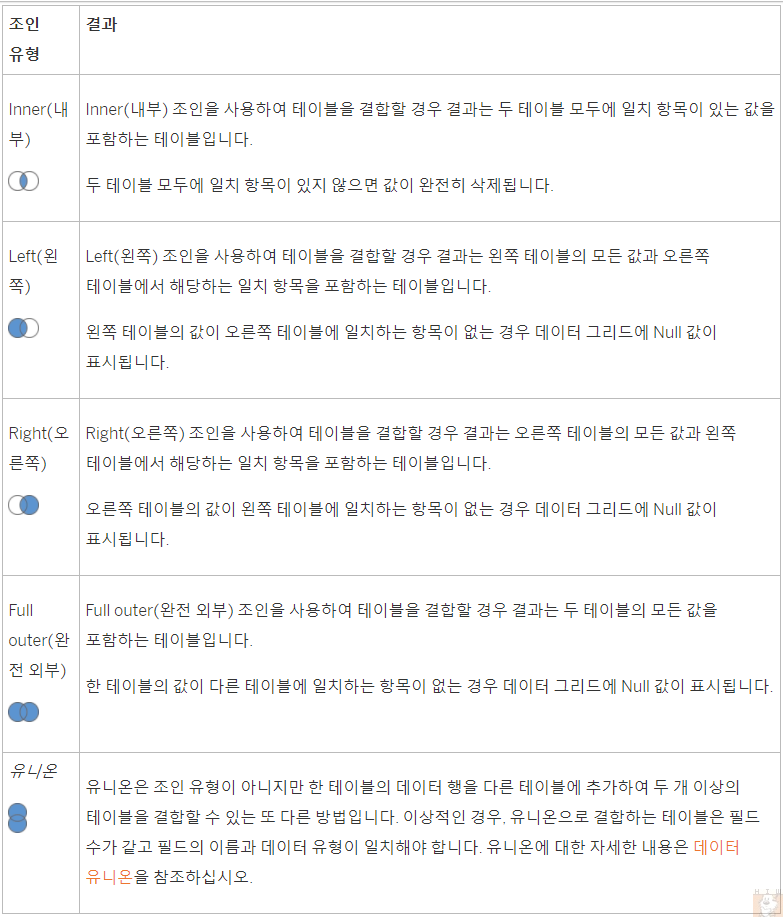 조인
유형
결과
Inner(내
부)
Inner(내부) 조인을 사용하여 테이블을 결합할 경우 결과는 두 테이블 모두에 일치 항목이 있는 값을
포함하는 테이블입니다.
두 테이블 모두에 일치 항목이 있지 않으면 값이 완전히 삭제됩니다.
Left(왼
쪽)
Left(왼쪽) 조인을 사용하여 테이블을 결합할 경우 결과는 왼쪽 테이블의 모든 값과 오른쪽
테이블에서 해당하는 일치 항목을 포함하는 테이블입니다.
왼쪽 테이블의 값이 오른쪽 테이블에 일치하는 항목이 없는 경우 데이터 그리드에 Null 값이
표시됩니다.
Right(오
른쪽)
Right(오른쪽) 조인을 사용하여 테이블을 결합할 경우 결과는 오른쪽 테이블의 모든 값과 왼쪽
테이블에서 해당하는 일치 항목을 포함하는 테이블입니다.
오른쪽 테이블의 값이 왼쪽 테이블에 일치하는 항목이 없는 경우 데이터 그리드에 Null 값이
표시됩니다.
Full
outer(완
전 외부)
Full outer(완전 외부) 조인을 사용하여 테이블을 결합할 경우 결과는 두 테이블의 모든 값을
포함하는 테이블입니다.
한 테이블의 값이 다른 테이블에 일치하는 항목이 없는 경우 데이터 그리드에 Null 값이 표시됩니다.
유니온
유니온은 조인 유형이 아니지만 한 테이블의 데이터 행을 다른 테이블에 추가하여 두 개 이상의
테이블을 결합할 수 있는 또 다른 방법입니다. 이상적인 경우, 유니온으로 결합하는 테이블은 필드
수가 같고 필드의 이름과 데이터 유형이 일치해야 합니다. 유니온에 대한 자세한 내용은 데이터
유니온을 참조하십시오.